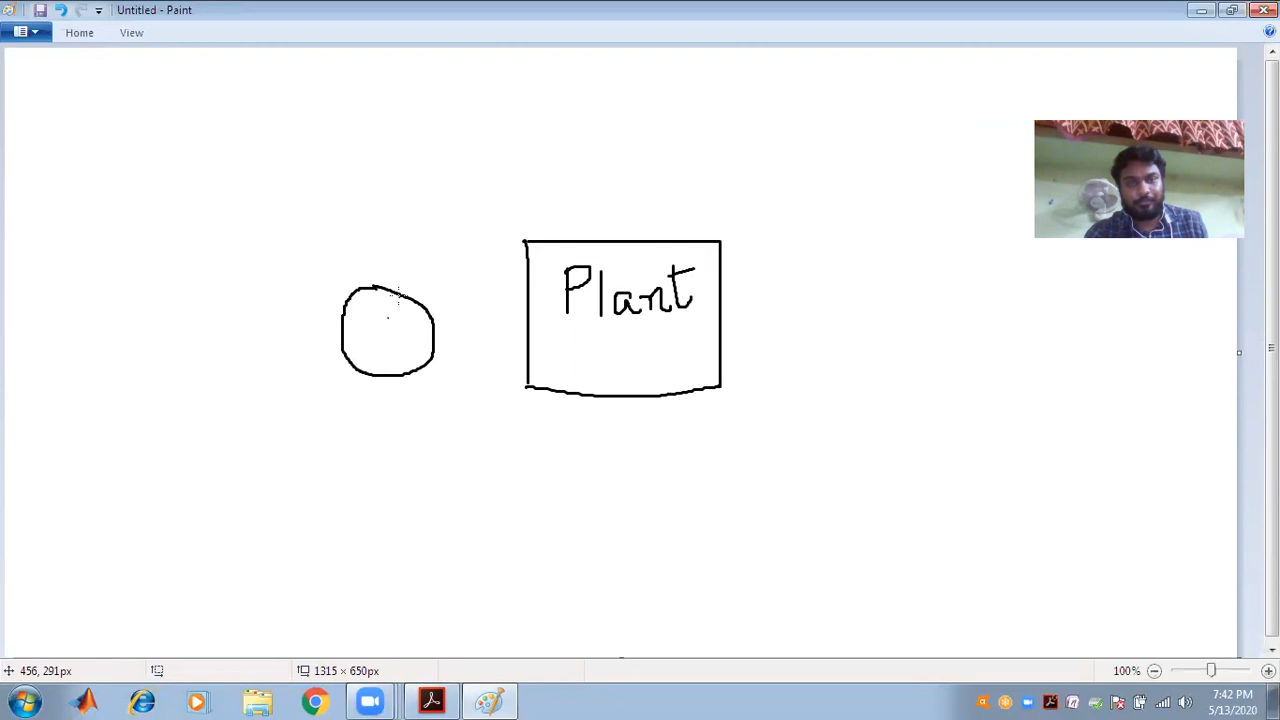 Untitled - Paint
Home View
Plant
456, 291px
1315 × 650px
100%
7:42 PM
5/13/2020